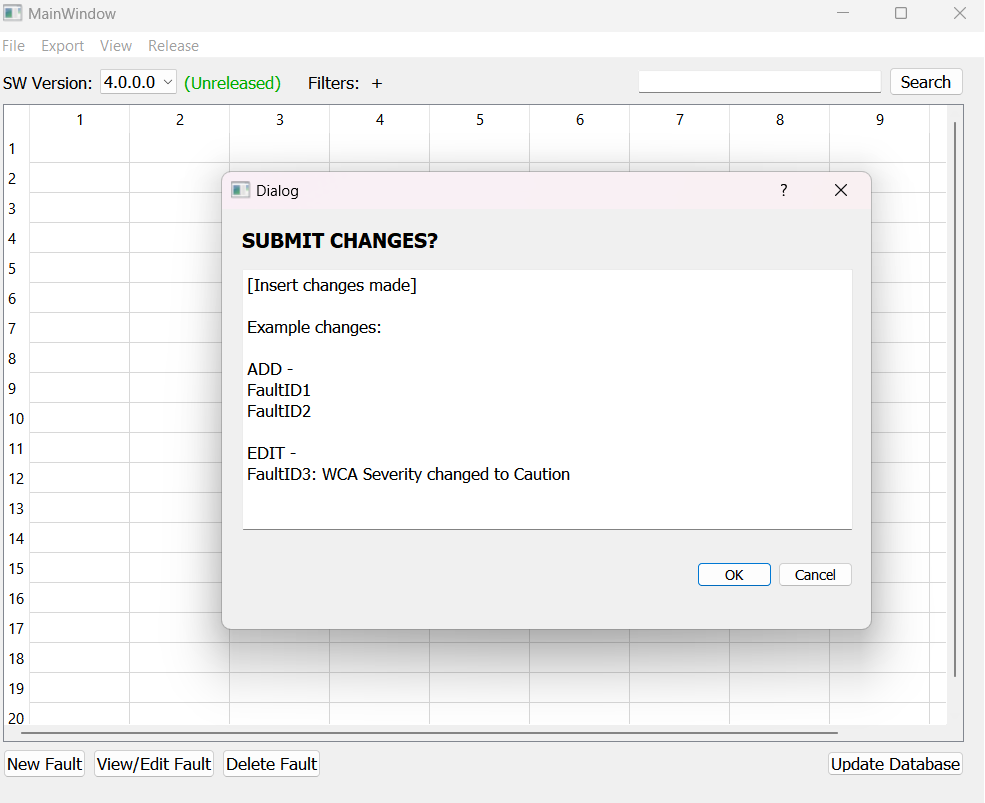 MainWindow
File Export View Release
SW Version: 4.0.0.0 (Unreleased) Filters: + Search
1 2 3 4 5 6 7 8 9
1
2
3
4
5
6
7
8
9
10
11
12
13
14
15
16
17
18
19
20
Dialog ?
SUBMIT CHANGES?
[Insert changes made]
Example changes:
ADD -
FaultID1
FaultID2
EDIT -
FaultID3: WCA Severity changed to Caution
OK Cancel
New Fault View/Edit Fault Delete Fault Update Database